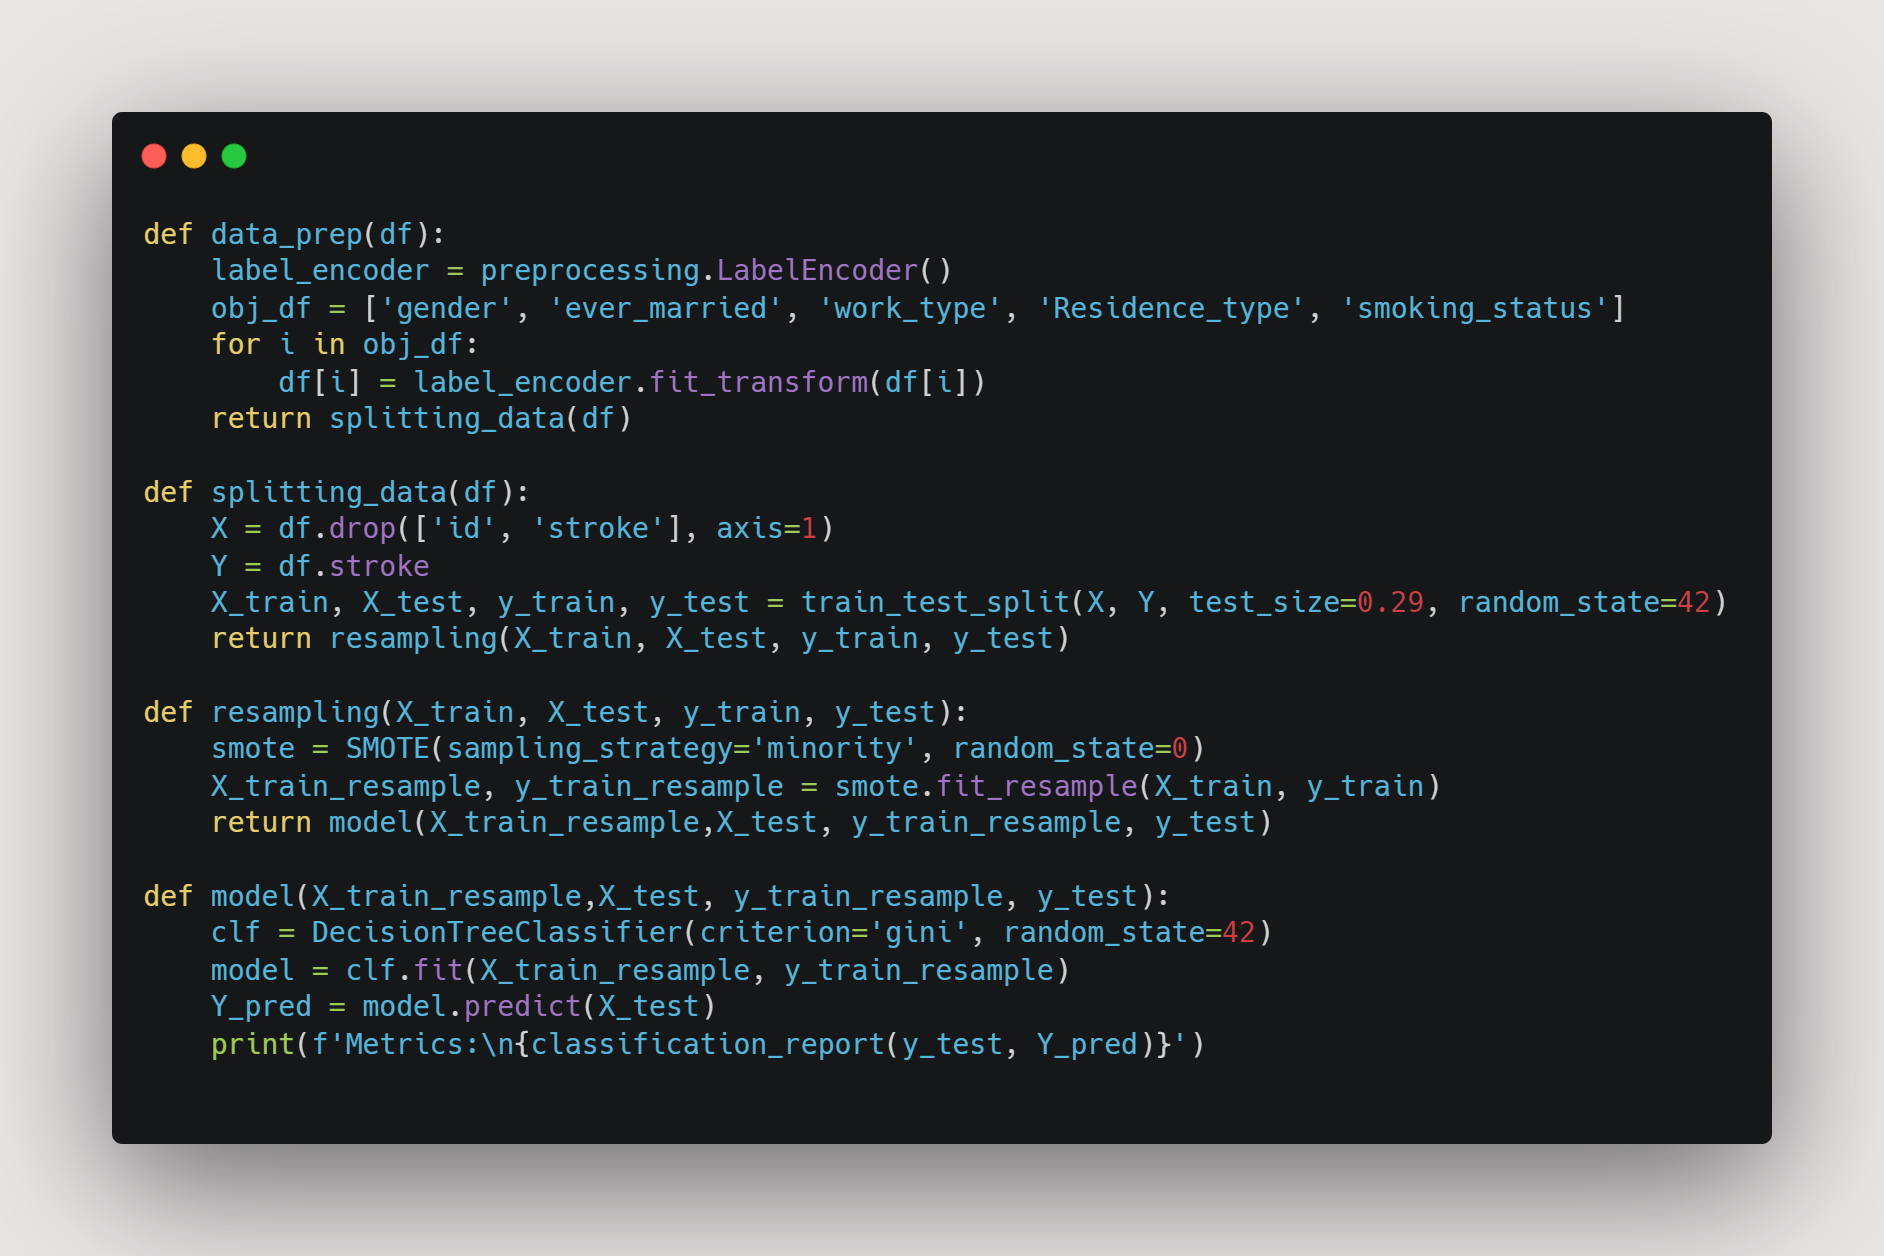 def data_prep(df):
    label_encoder = preprocessing.LabelEncoder()
    obj_df = ['gender', 'ever_married', 'work_type', 'Residence_type', 'smoking_status']
    for i in obj_df:
        df[i] = label_encoder.fit_transform(df[i])
    return splitting_data(df)

def splitting_data(df):
    X = df.drop(['id', 'stroke'], axis=1)
    Y = df.stroke
    X_train, X_test, y_train, y_test = train_test_split(X, Y, test_size=0.29, random_state=42)
    return resampling(X_train, X_test, y_train, y_test)

def resampling(X_train, X_test, y_train, y_test):
    smote = SMOTE(sampling_strategy='minority', random_state=0)
    X_train_resample, y_train_resample = smote.fit_resample(X_train, y_train)
    return model(X_train_resample,X_test, y_train_resample, y_test)

def model(X_train_resample,X_test, y_train_resample, y_test):
    clf = DecisionTreeClassifier(criterion='gini', random_state=42)
    model = clf.fit(X_train_resample, y_train_resample)
    Y_pred = model.predict(X_test)
    print(f'Metrics:\n{classification_report(y_test, Y_pred)}')